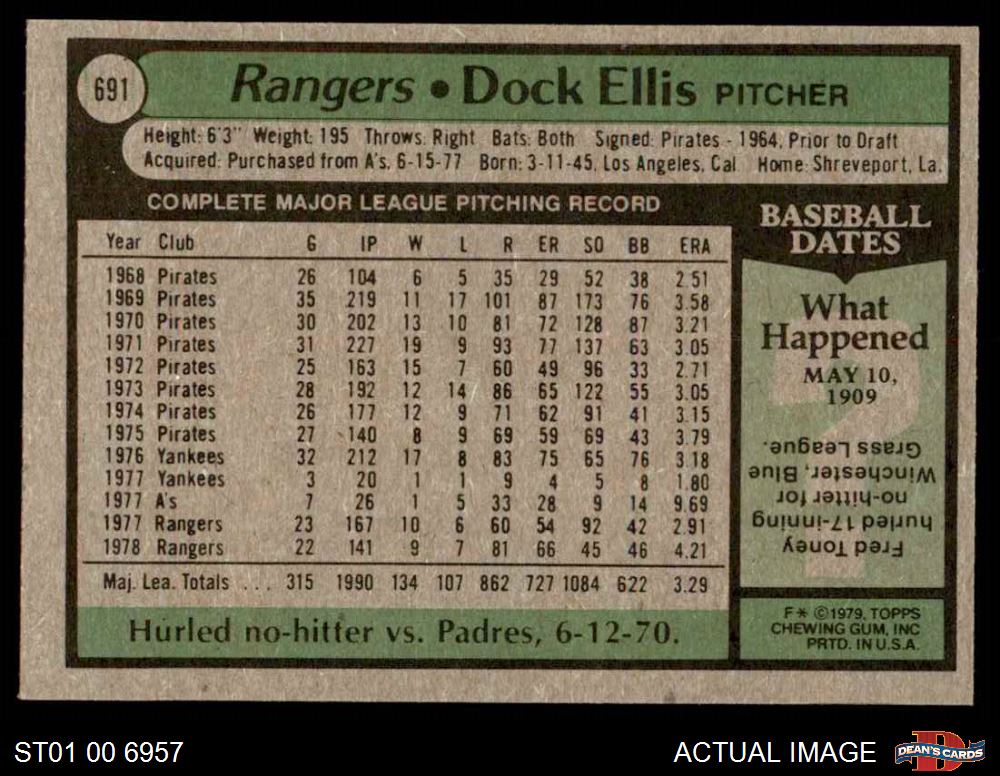 691
Rangers • Dock Ellis PITCHER
Height: 6'3" Weight: 195 Throws: Right Bats: Both Signed: Pirates - 1964, Prior to Draft
Acquired: Purchased from A's, 6-15-77 Born: 3-11-45, Los Angeles, Cal Home: Shreveport, La.
COMPLETE MAJOR LEAGUE PITCHING RECORD
Year Club G IP W L R ER SO BB ERA
1968 Pirates 26 104 6 5 35 29 52 38 2.51
1969 Pirates 35 219 11 17 101 87 173 76 3.58
1970 Pirates 30 202 13 10 81 72 128 87 3.21
1971 Pirates 31 227 19 9 93 77 137 63 3.05
1972 Pirates 25 163 15 7 60 49 96 33 2.71
1973 Pirates 28 192 12 14 86 65 122 55 3.05
1974 Pirates 26 177 12 9 71 62 91 41 3.15
1975 Pirates 27 140 8 9 69 59 69 43 3.79
1976 Yankees 32 212 17 8 83 75 65 76 3.18
1977 Yankees 3 20 1 1 9 4 5 8 1.80
1977 A's 7 26 1 5 33 28 9 14 9.69
1977 Rangers 23 167 10 6 60 54 92 42 2.91
1978 Rangers 22 141 9 7 81 66 45 46 4.21
Maj. Lea. Totals . . . 315 1990 134 107 862 727 1084 622 3.29
Hurled no-hitter vs. Padres, 6-12-70.
BASEBALL
DATES
What
Happened
MAY 10,
1909
Fred Toney
hurled 17-inning
no-hitter for
Winchester, Blue
Grass League.
F* ©1979, TOPPS
CHEWING GUM, INC
PRTD. IN U.S.A.
ST01 00 6957
ACTUAL IMAGE
DEAN'S CARDS